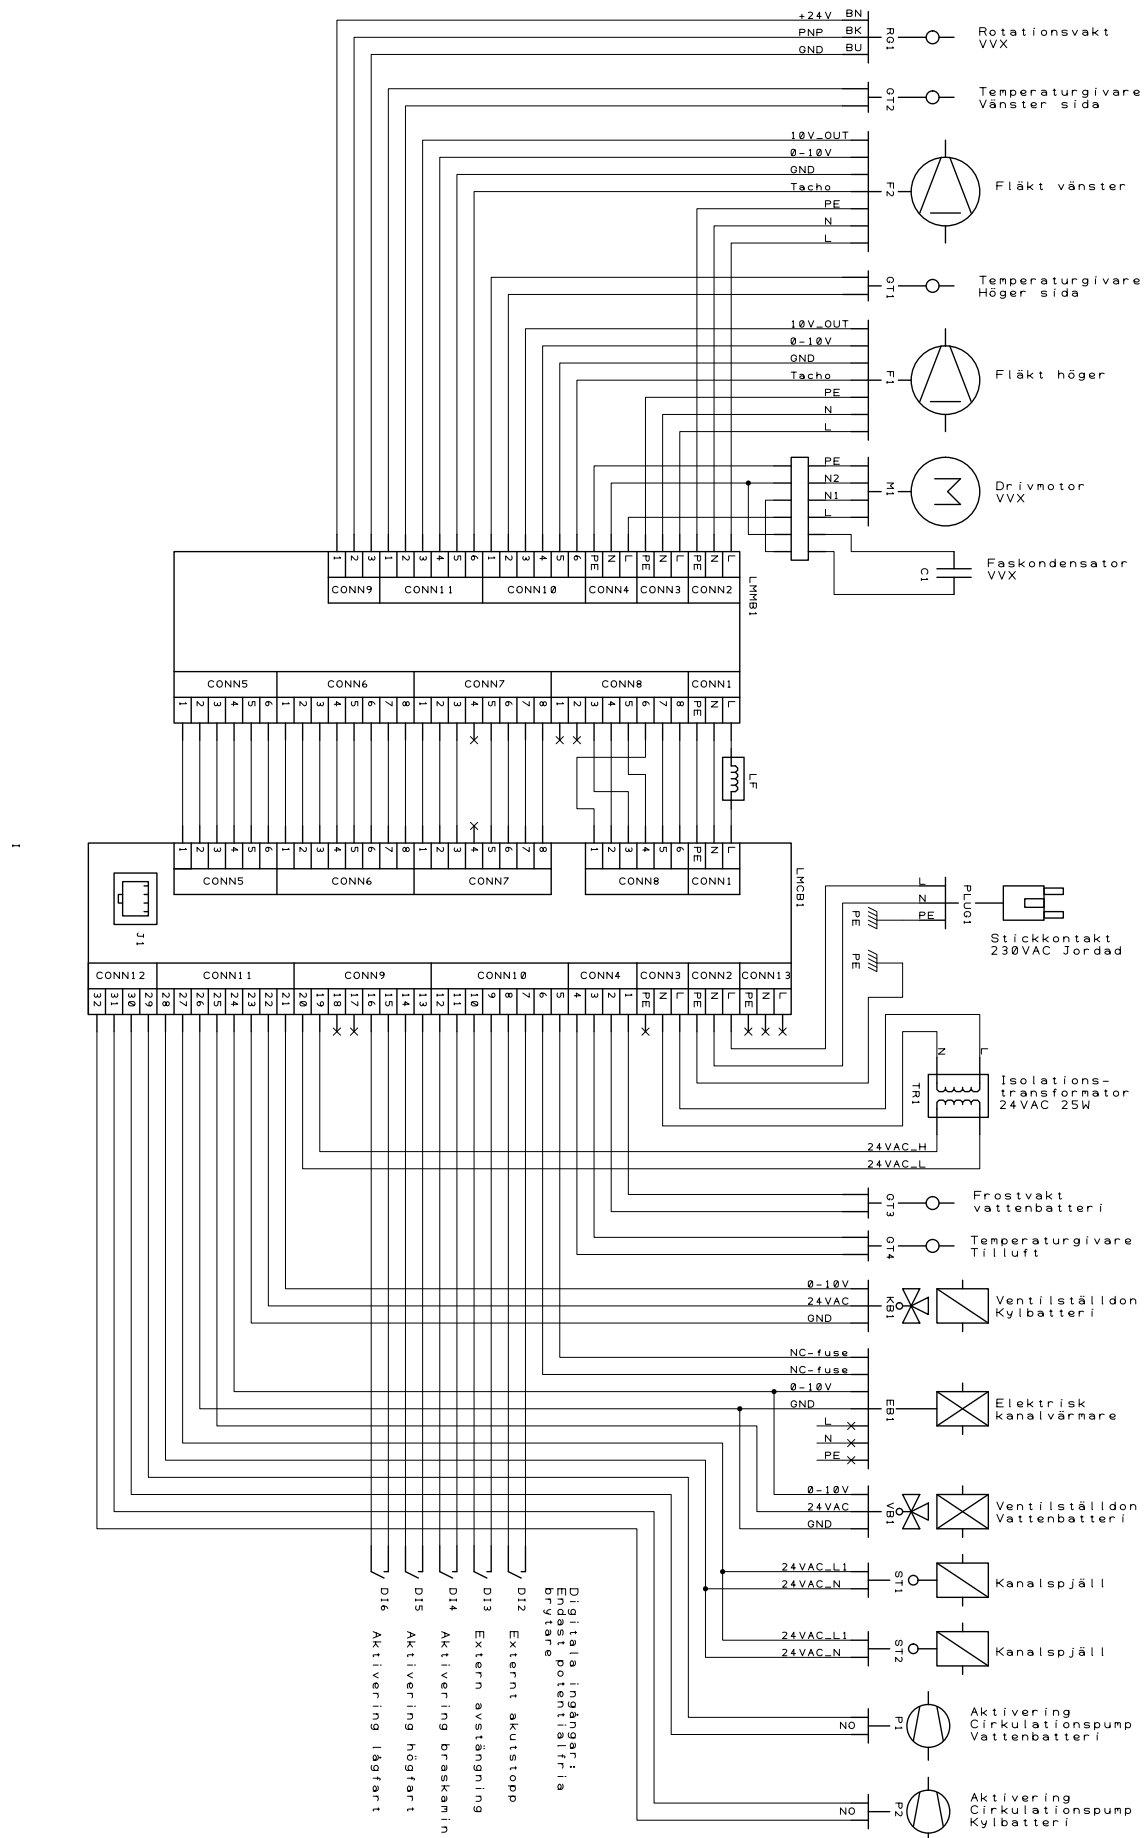 +24V BN
PNP BK
GND BU
RG1
Rotationsvakt
VVX
GT2
Temperaturgivare
Vänster sida
10V_OUT
0-10V
GND
Tacho
PE
N
L
F2
Fläkt vänster
GT1
Temperaturgivare
Höger sida
10V_OUT
0-10V
GND
Tacho
PE
N
L
F1
Fläkt höger
PE
N2
N1
L
M1
M
Drivmotor
VVX
C1
Faskondensator
VVX
1 2 3 1 2 3 4 5 6 1 2 3 4 5 6 PE N L PE N L PE N L
CONN9 CONN11 CONN10 CONN4 CONN3 CONN2
LMMB1
CONN5 CONN6 CONN7 CONN8 CONN1
1 2 3 4 5 6 1 2 3 4 5 6 7 8 1 2 3 4 5 6 7 8 1 2 3 4 5 6 7 8 PE N L
LF
I
1 2 3 4 5 6 1 2 3 4 5 6 7 8 1 2 3 4 5 6 7 8 1 2 3 4 5 6 PE N L
CONN5 CONN6 CONN7 CONN8 CONN1
LMCB1
J1
L
N
PE
PE
PLUG1
Stickkontakt
230VAC Jordad
PE
CONN12 CONN11 CONN9 CONN10 CONN4 CONN3 CONN2 CONN13
32 31 30 29 28 27 26 25 24 23 22 21 20 19 18 17 16 15 14 13 12 11 10 9 8 7 6 5 4 3 2 1 PE N L PE N L PE N L
N
L
TR1
Isolations-
transformator
24VAC 25W
24VAC_H
24VAC_L
GT3
Frostvakt
vattenbatteri
GT4
Temperaturgivare
Tilluft
0-10V
24VAC
GND
KB1
Ventilställdon
Kylbatteri
NC-fuse
NC-fuse
0-10V
GND
L
N
PE
EB1
Elektrisk
kanalvärmare
0-10V
24VAC
GND
VB1
Ventilställdon
Vattenbatteri
24VAC_L1
24VAC_N
ST1
Kanalspjäll
24VAC_L1
24VAC_N
ST2
Kanalspjäll
NO
P1
Aktivering
Cirkulationspump
Vattenbatteri
NO
P2
Aktivering
Cirkulationspump
Kylbatteri
Digitala ingångar:
Endast potentialfria
brytare
DI2 Externt akutstopp
DI3 Extern avstängning
DI4 Aktivering braskamin
DI5 Aktivering högfart
DI6 Aktivering lågfart